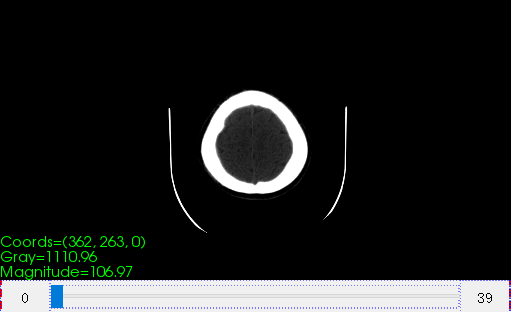 Coords=(362, 263, 0)
Gray=1110.96
Magnitude=106.97
0 39